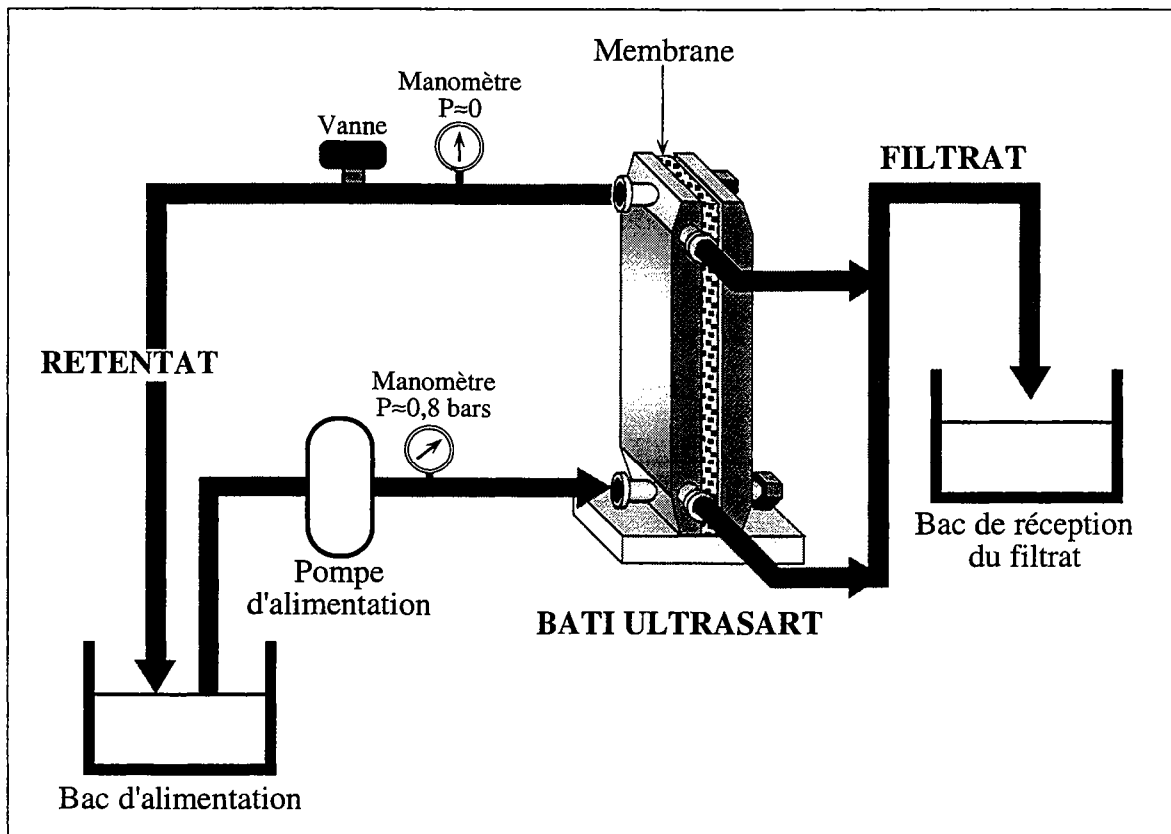 Membrane
Manomètre
P≈0
Vanne
FILTRAT
RETENTAT
Manomètre
P≈0,8 bars
Bac de réception
du filtrat
Pompe
d'alimentation
BATI ULTRASART
Bac d'alimentation